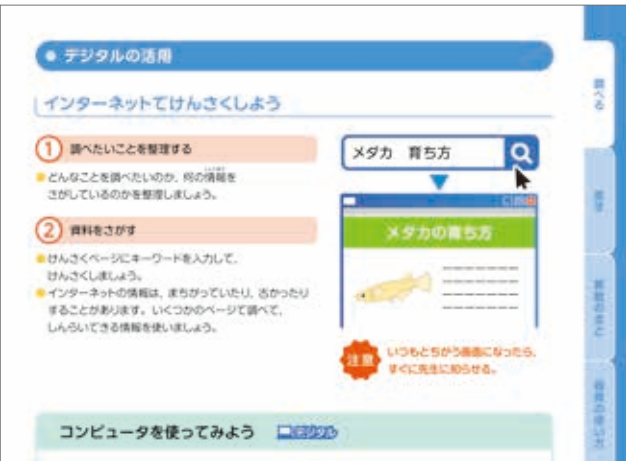 デジタルの活用
インターネットでけんさくしよう
1 調べたいことを整理する
どんなことを調べたいのか、何の情報を
さがしているのかを整理しましょう。
2 資料をさがす
けんさくページにキーワードを入力して、
けんさくしましょう。
インターネットの情報は、まちがっていたり、古かったり
することがあります。いくつかのページで調べて、
しんらいできる情報を使いましょう。
メダカ 育ち方
メダカの育ち方
注意
いつもとちがう画面になったら、
すぐに先生に知らせる。
コンピュータを使ってみよう
デジタル
調べる